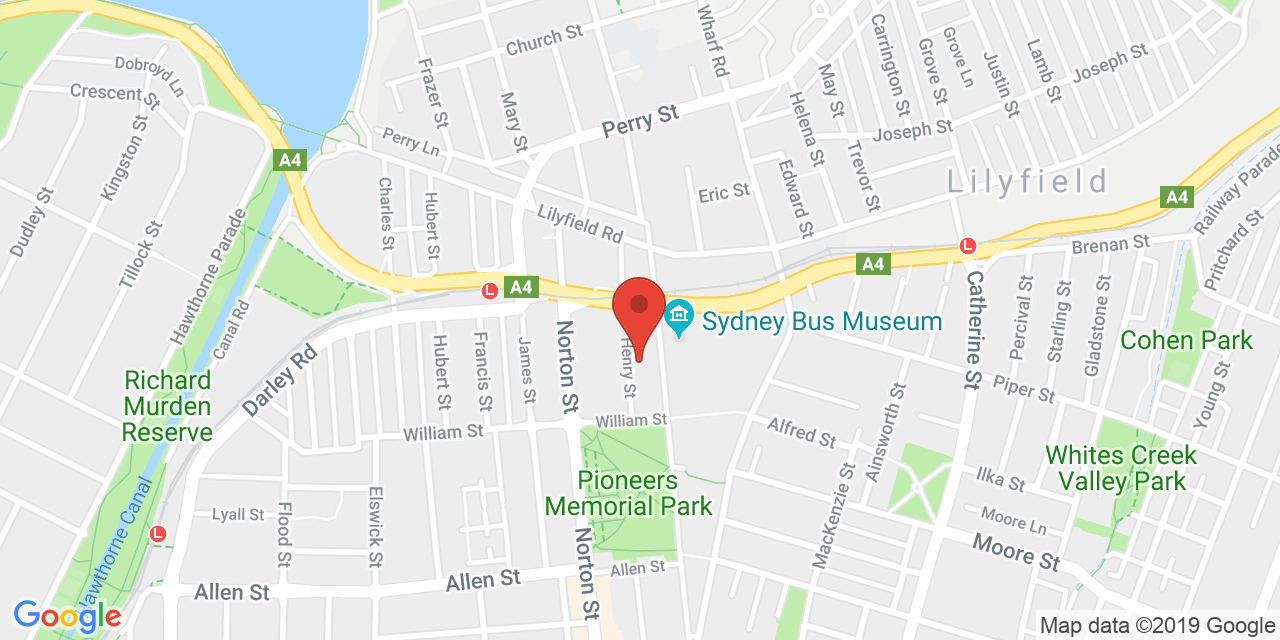 Church St
Wharf Rd
Carrington St
Grove St
Grove Ln
Justin St
Lamb St
Joseph St
Dobroyd Ln
Crescent St
Frazer St
Mary St
Perry St
May St
Helena St
Joseph St
Kingston St
Perry Ln
Trevor St
A4
Eric St
Edward St
Lilyfield
A4
Railway Parade
Dudley St
Tillock St
Hawthorne Parade
Charles St
Hubert St
Lilyfield Rd
Brenan St
Pritchard St
Canal Rd
L
A4
A4
L
Catherine St
Percival St
Starling St
Gladstone St
Sydney Bus Museum
Cohen Park
Darley Rd
Hubert St
Francis St
James St
Norton St
Henry St
Piper St
Young St
Richard
Murden
Reserve
William St
William St
Alfred St
Ainsworth St
Whites Creek
Valley Park
Pioneers
Memorial Park
MacKenzie St
Ilka St
Hawthorne Canal
L
Lyall St
Flood St
Elswick St
Moore Ln
Moore St
Norton St
Allen St
Allen St
Allen St
Google
Map data ©2019 Google